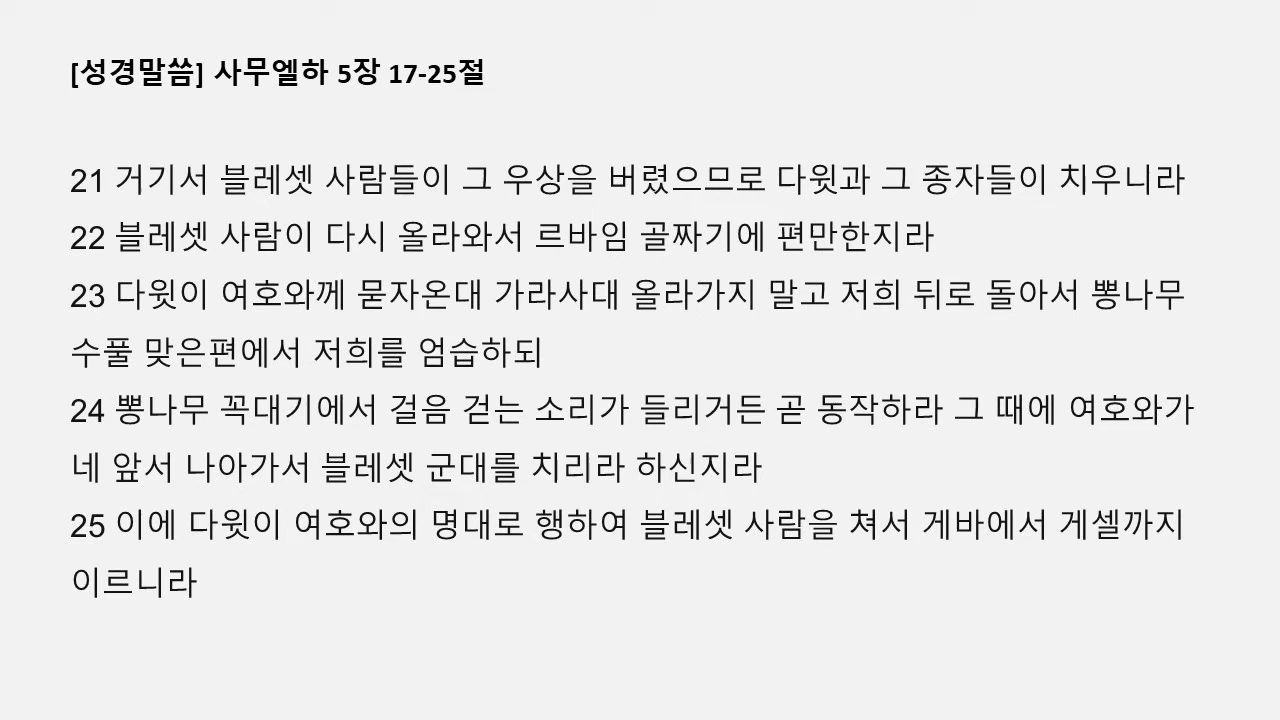 [성경말씀] 사무엘하 5장 17-25절
21 거기서 블레셋 사람들이 그 우상을 버렸으므로 다윗과 그 종자들이 치우니라
22 블레셋 사람이 다시 올라와서 르바임 골짜기에 편만한지라
23 다윗이 여호와께 묻자온대 가라사대 올라가지 말고 저희 뒤로 돌아서 뽕나무
수풀 맞은편에서 저희를 엄습하되
24 뽕나무 꼭대기에서 걸음 걷는 소리가 들리거든 곧 동작하라 그 때에 여호와가
네 앞서 나아가서 블레셋 군대를 치리라 하신지라
25 이에 다윗이 여호와의 명대로 행하여 블레셋 사람을 쳐서 게바에서 게셀까지
이르니라